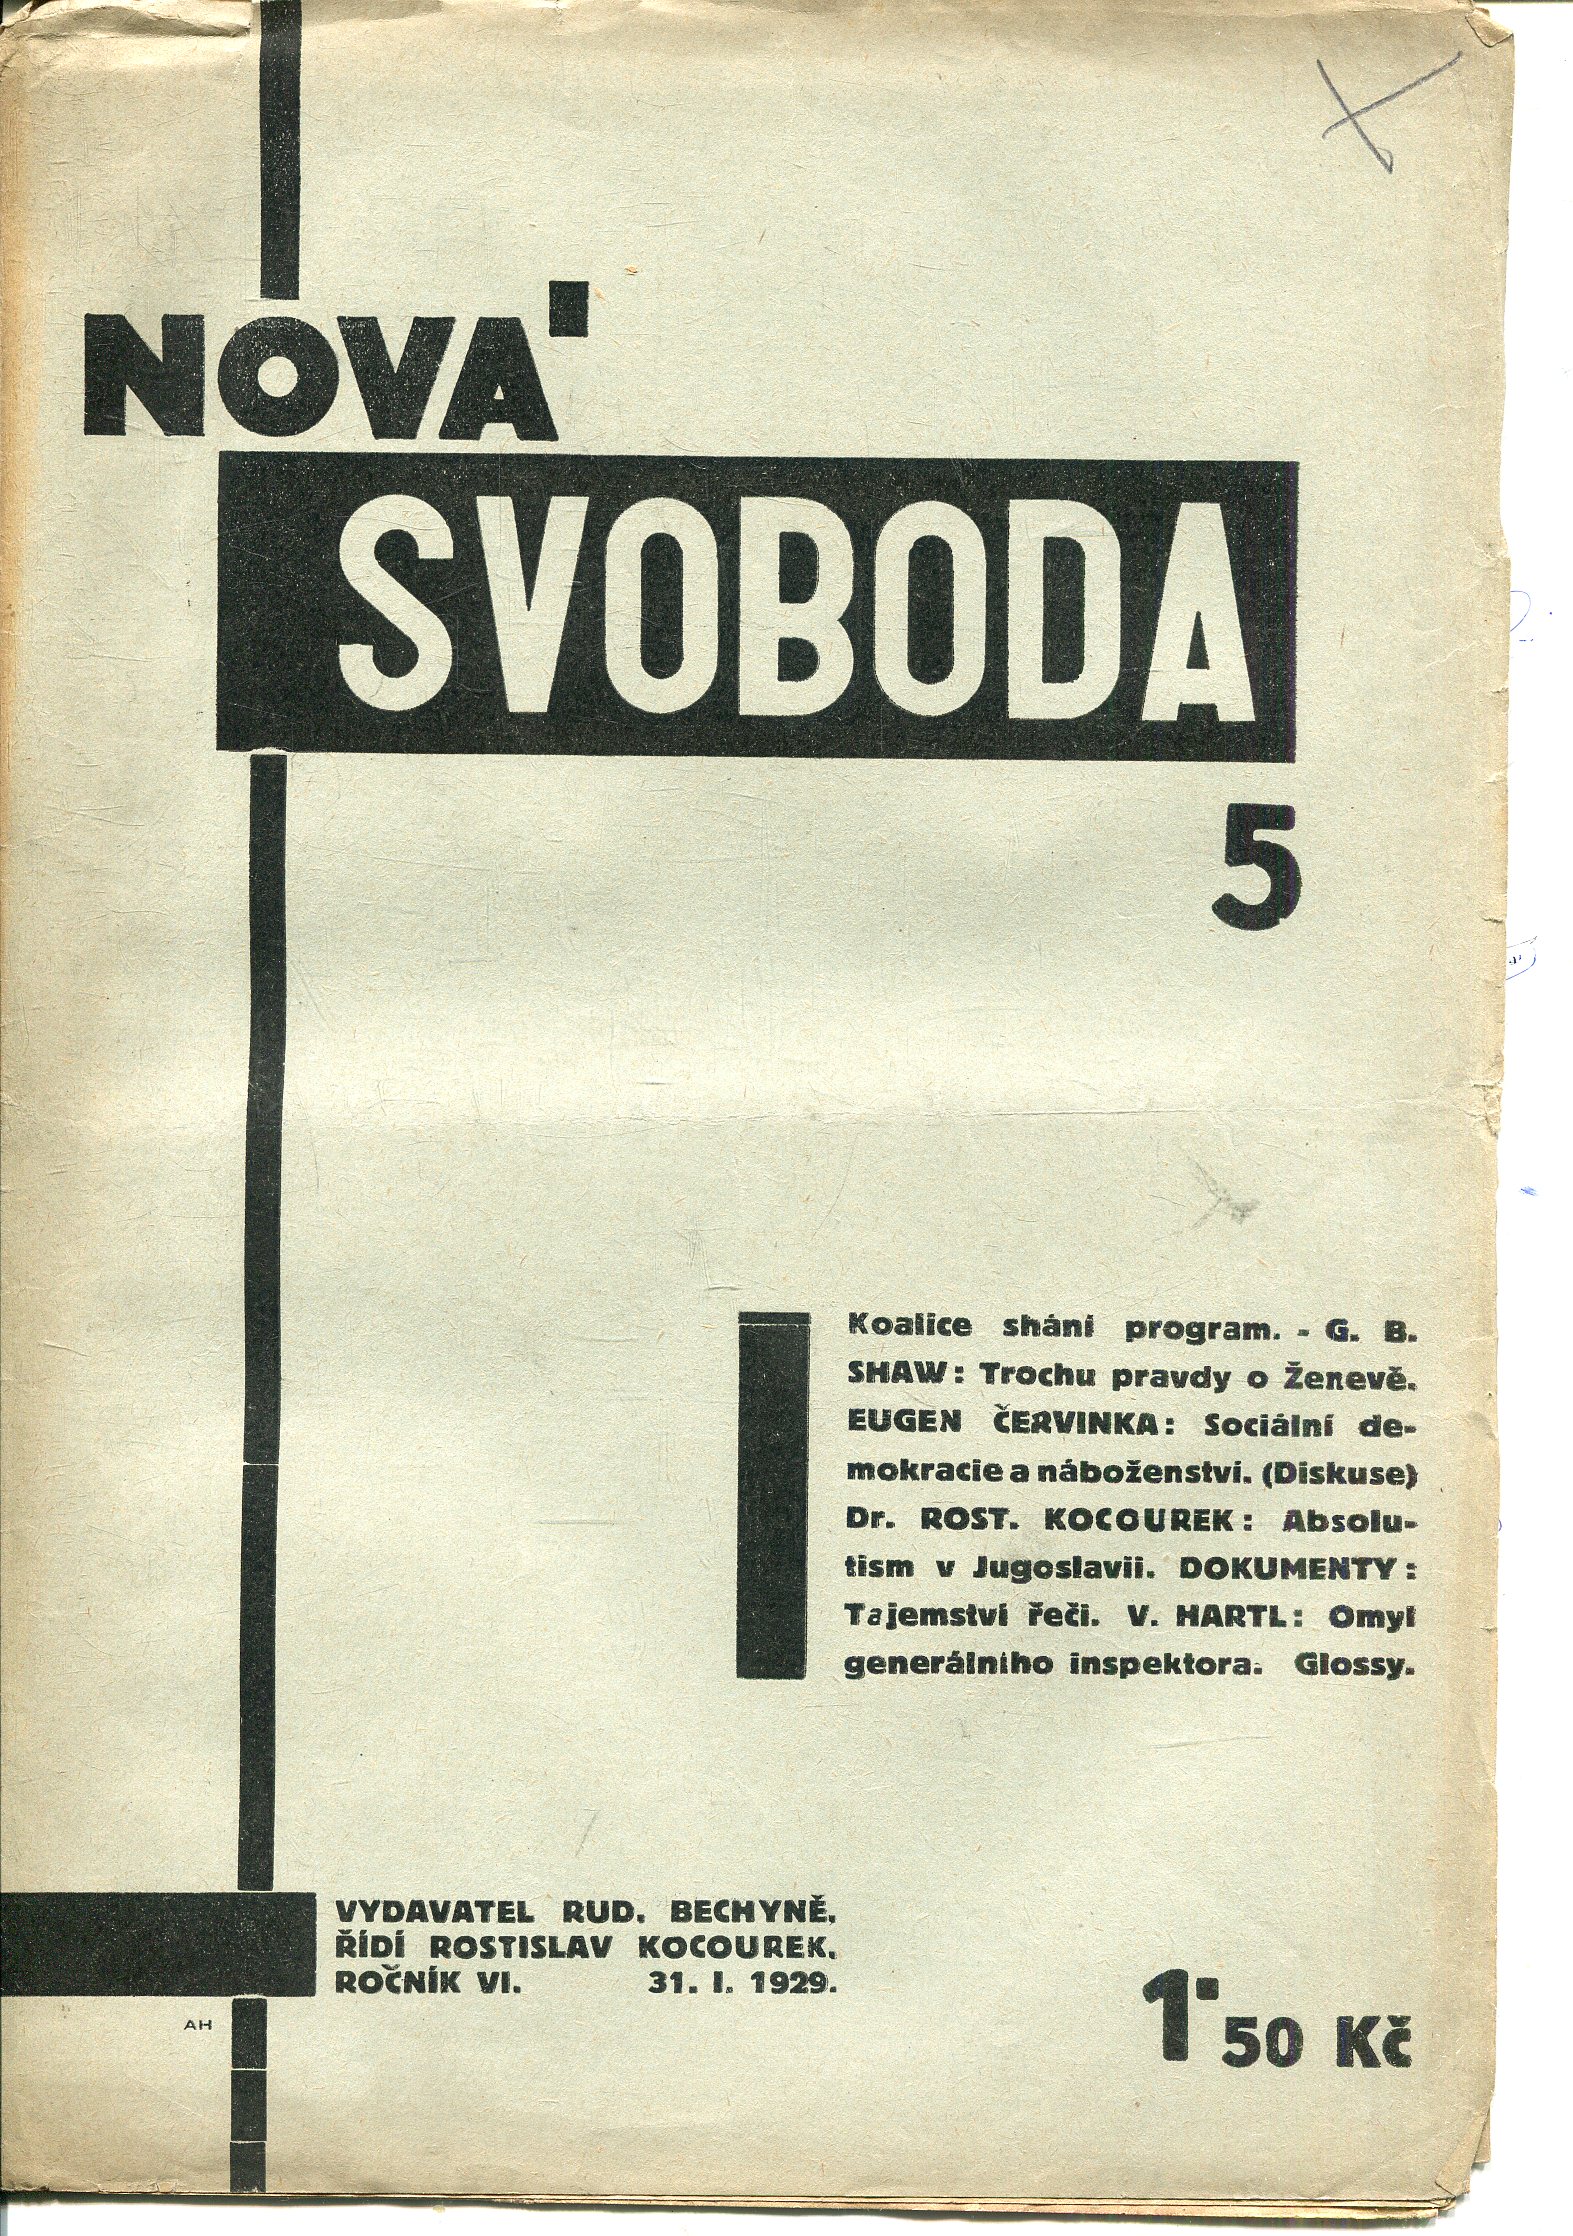 NOVÁ
SVOBODA
5
Koalice shání program. - G. B.
SHAW: Trochu pravdy o Ženevě.
EUGEN ČERVINKA: Sociální de-
mokracie a náboženství. (Diskuse)
Dr. ROST. KOCOUREK: Absolu-
tism v Jugoslavii. DOKUMENTY:
Tajemství řeči. V. HARTL: Omyl
generálního inspektora. Glossy.
VYDAVATEL RUD. BECHYNĚ.
ŘÍDÍ ROSTISLAV KOCOUREK.
ROČNÍK VI. 31. I. 1929.
AH
1·50 Kč